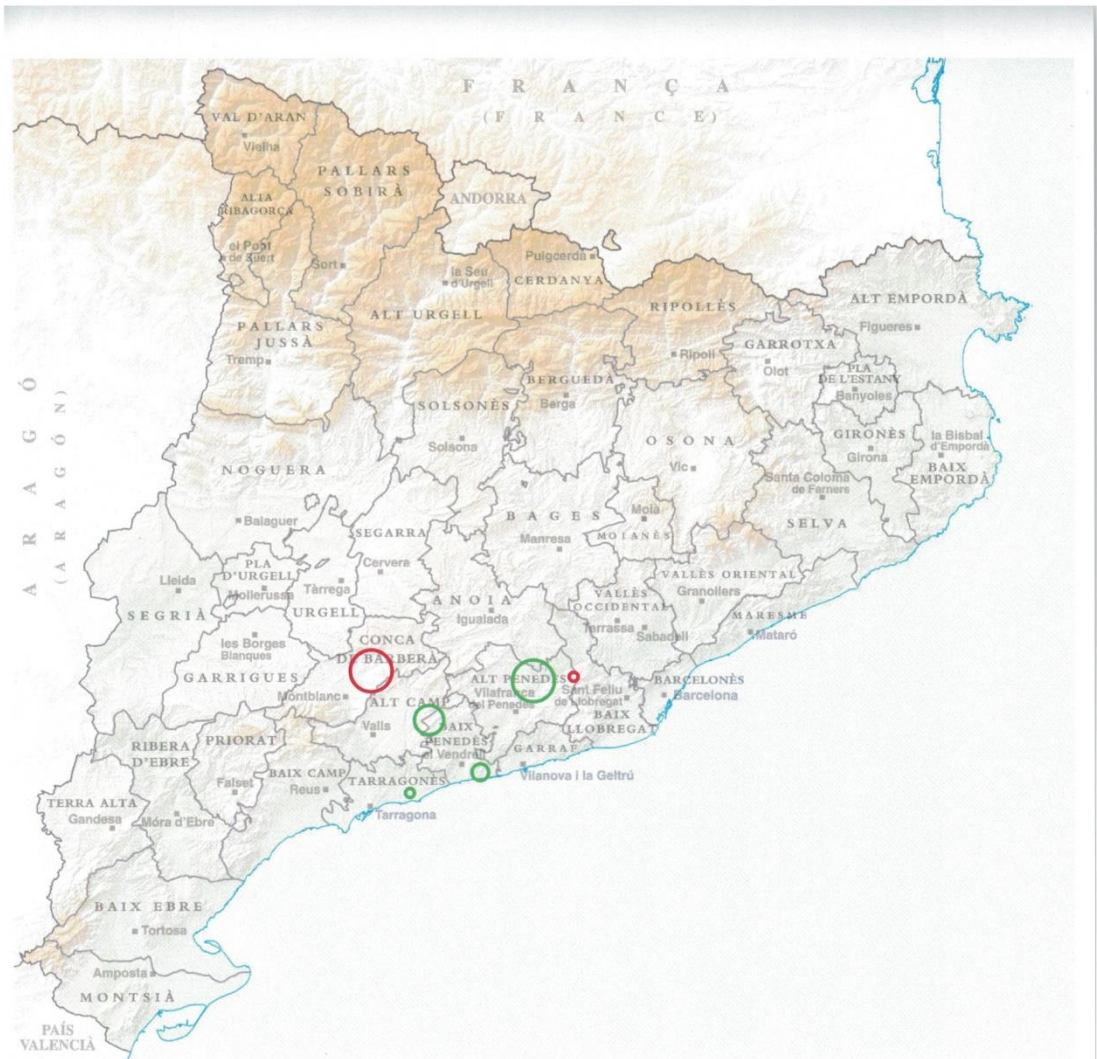 FRANÇA
(FRANCE)
VAL D'ARAN
Vielha
PALLARS
SOBIRÀ
ANDORRA
ALTA
RIBAGORÇA
el Pont
de Suert
Sort
la Seu
d'Urgell
Puigcerdà
CERDANYA
ALT URGELL
RIPOLLÈS
ALT EMPORDÀ
Figueres
PALLARS
JUSSÀ
Tremp
Ripoll
GARROTXA
Olot
PLA
DE L'ESTANY
Banyoles
BERGUEDÀ
Berga
SOLSONÈS
Solsona
OSONA
Vic
GIRONÈS
Girona
la Bisbal
d'Empordà
BAIX
EMPORDÀ
ARAGÓ
(ARAGÓN)
NOGUERA
Balaguer
Santa Coloma
de Farners
SELVA
BAGES
Manresa
Moià
MOIANÈS
SEGARRA
Cervera
PLA
D'URGELL
Mollerussa
Tàrrega
URGELL
Lleida
SEGRIÀ
ANOIA
Igualada
VALLÈS ORIENTAL
Granollers
VALLÈS
OCCIDENTAL
Terrassa
Sabadell
MARESME
Mataró
les Borges
Blanques
GARRIGUES
CONCA
DE BARBERÀ
Montblanc
ALT PENEDÈS
Vilafranca
del Penedès
Sant Feliu
de Llobregat
BARCELONÈS
Barcelona
BAIX
LLOBREGAT
ALT CAMP
Valls
BAIX
PENEDÈS
el Vendrell
GARRAF
Vilanova i la Geltrú
RIBERA
D'EBRE
PRIORAT
Falset
BAIX CAMP
Reus
TARRAGONÈS
Tarragona
TERRA ALTA
Gandesa
Móra d'Ebre
BAIX EBRE
Tortosa
Amposta
MONTSIÀ
PAÍS
VALENCIÀ